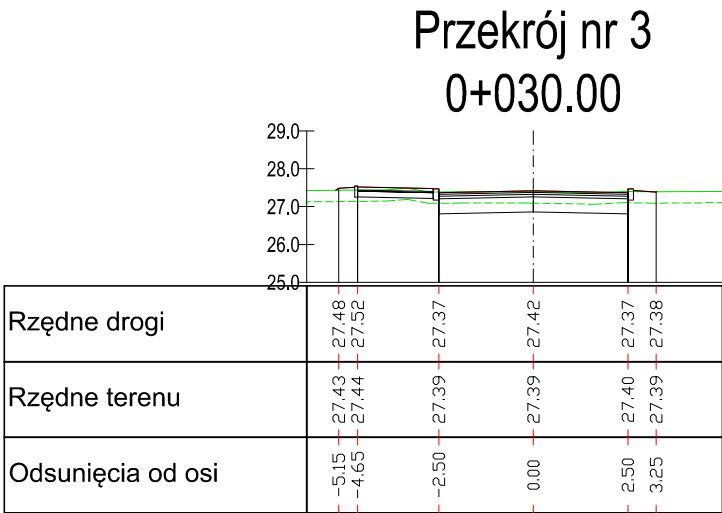 Przekrój nr 3
0+030.00
29.0
28.0
27.0
26.0
25.0
Rzędne drogi 27.48 27.52 27.37 27.42 27.37 27.38
Rzędne terenu 27.43 27.44 27.39 27.39 27.40 27.39
Odsunięcia od osi -5.15 -4.65 -2.50 0.00 2.50 3.25